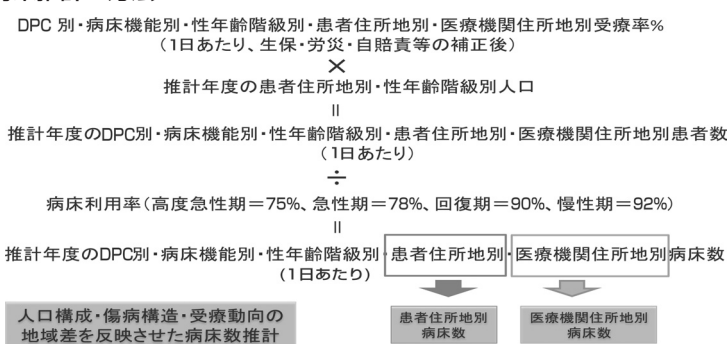 DPC 別・病床機能別・性年齢階級別・患者住所地別・医療機関住所地別受療率%
(1日あたり、生保・労災・自賠責等の補正後)
×
推計年度の患者住所地別・性年齢階級別人口
=
推計年度のDPC別・病床機能別・性年齢階級別・患者住所地別・医療機関住所地別患者数
(1日あたり)
÷
病床利用率(高度急性期=75%、急性期=78%、回復期=90%、慢性期=92%)
=
推計年度のDPC別・病床機能別・性年齢階級別・患者住所地別・医療機関住所地別病床数
(1日あたり)
人口構成・傷病構造・受療動向の
地域差を反映させた病床数推計
患者住所地別
病床数
医療機関住所地別
病床数